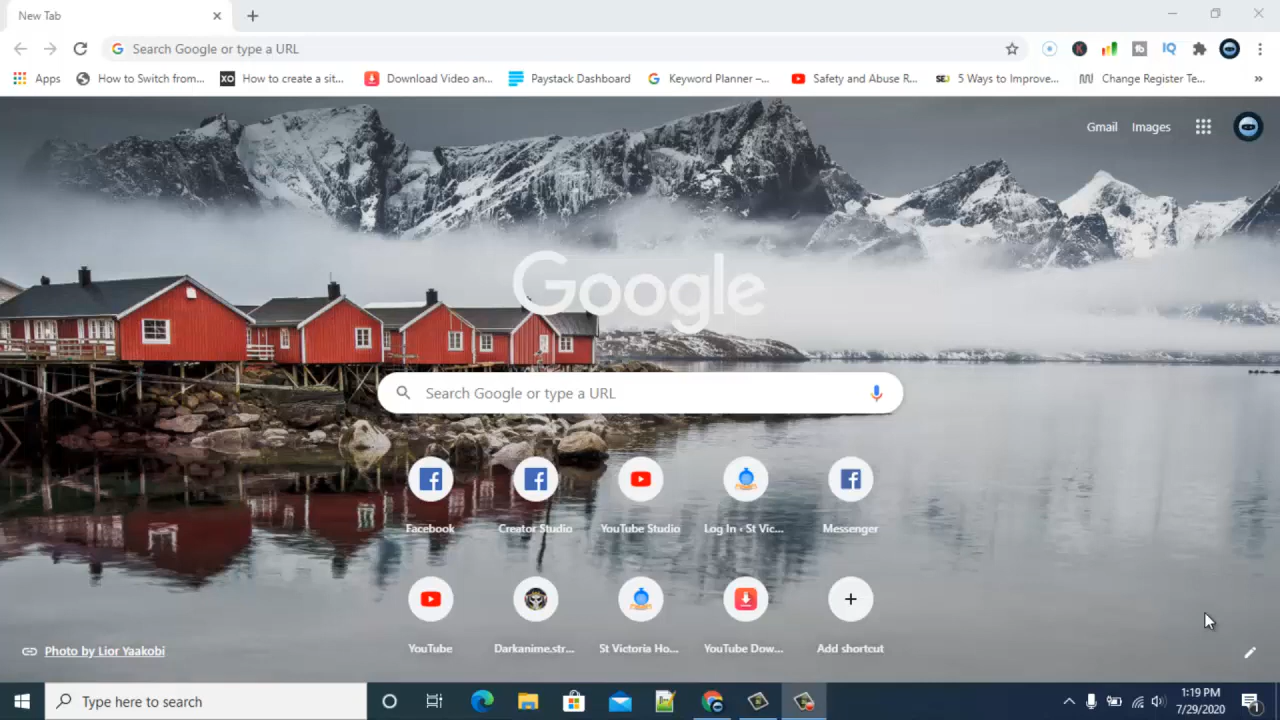 New Tab
Search Google or type a URL
IQ
Apps
How to Switch from...
XO
How to create a sit...
Download Video an...
Paystack Dashboard
Keyword Planner –...
Safety and Abuse R...
5 Ways to Improve...
Change Register Te...
Gmail
Images
Google
Search Google or type a URL
Facebook
Creator Studio
YouTube Studio
Log In ‹ St Vic...
Messenger
YouTube
Darkanime.str...
St Victoria Ho...
YouTube Dow...
Add shortcut
Photo by Lior Yaakobi
Type here to search
1:19 PM
7/29/2020
1